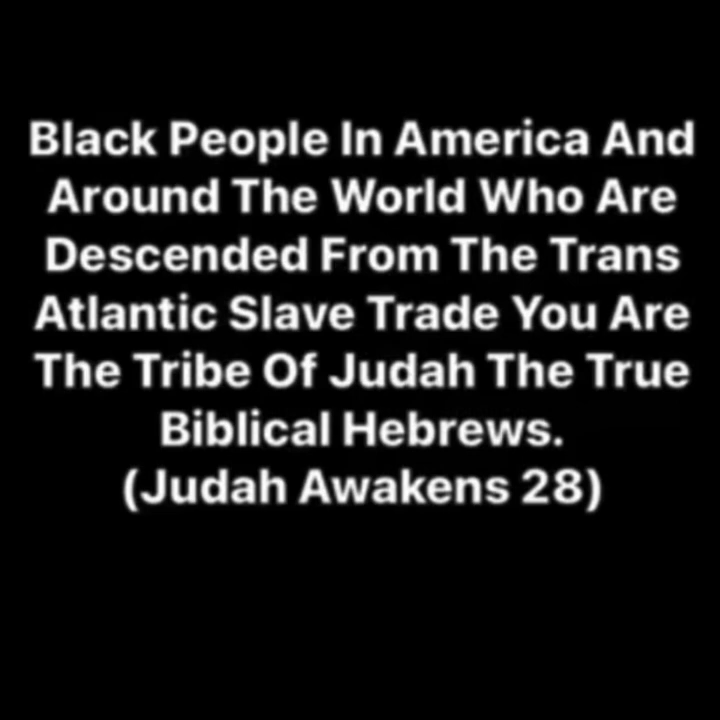 Black People In America And
Around The World Who Are
Descended From The Trans
Atlantic Slave Trade You Are
The Tribe Of Judah The True
Biblical Hebrews.
(Judah Awakens 28)